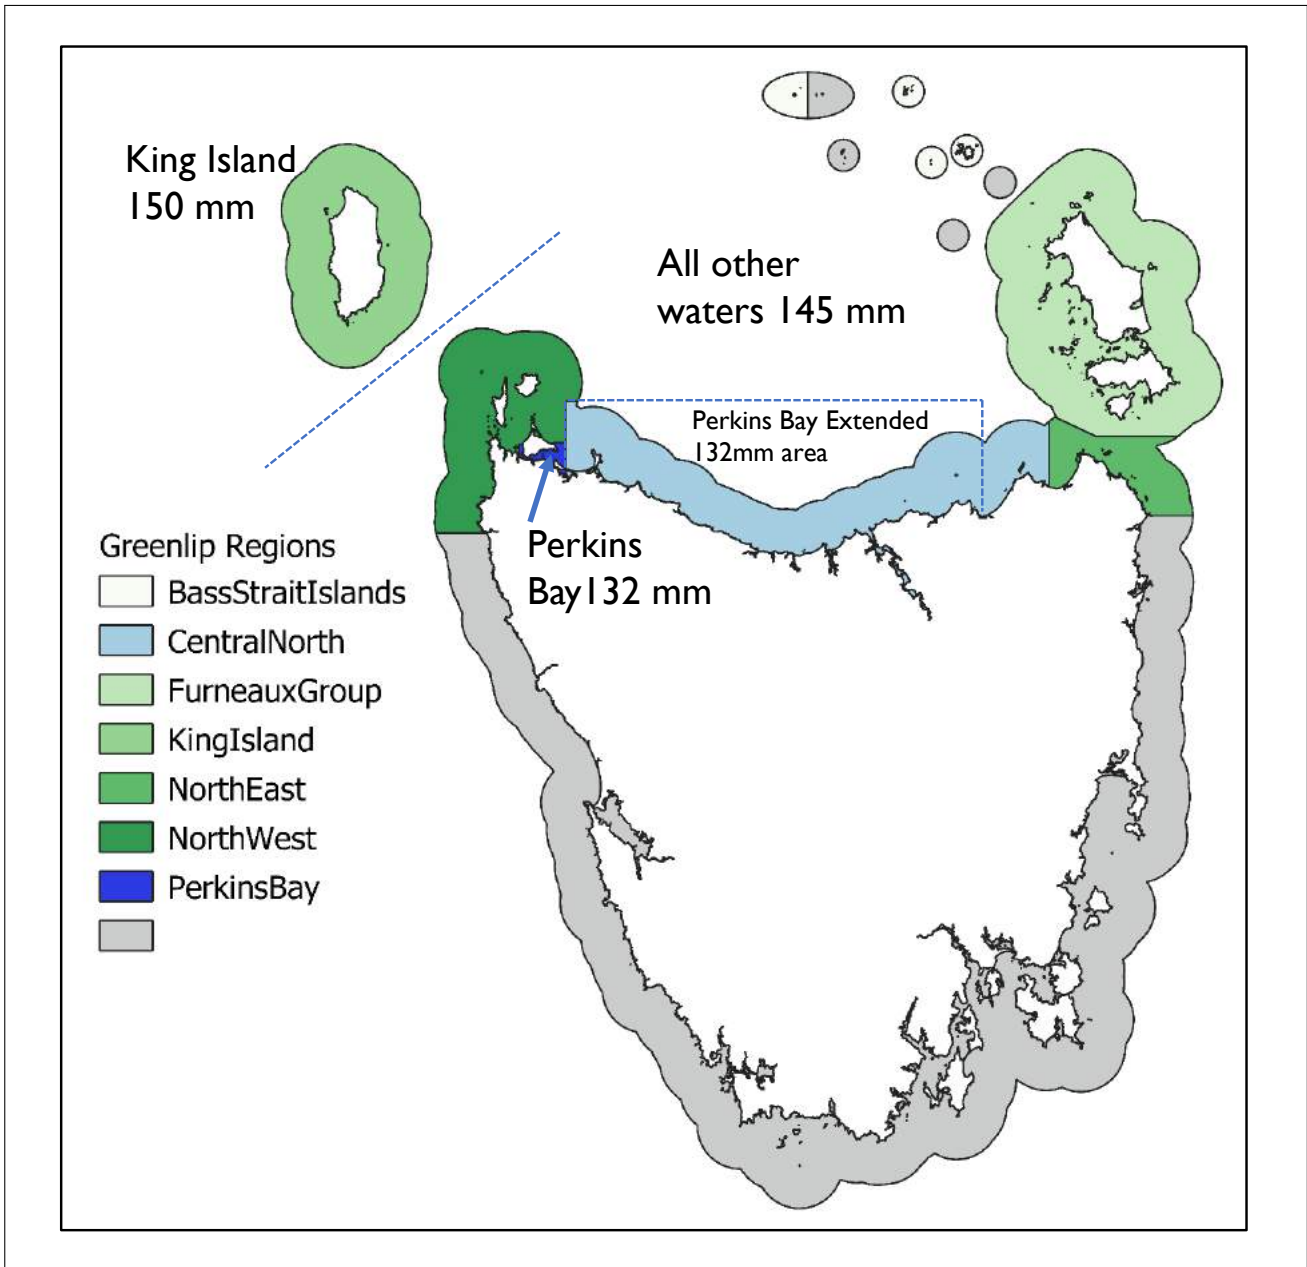 King Island
150 mm
All other
waters 145 mm
Perkins Bay Extended
132mm area
Perkins
Bay132 mm
Greenlip Regions
BassStraitIslands
CentralNorth
FurneauxGroup
KingIsland
NorthEast
NorthWest
PerkinsBay